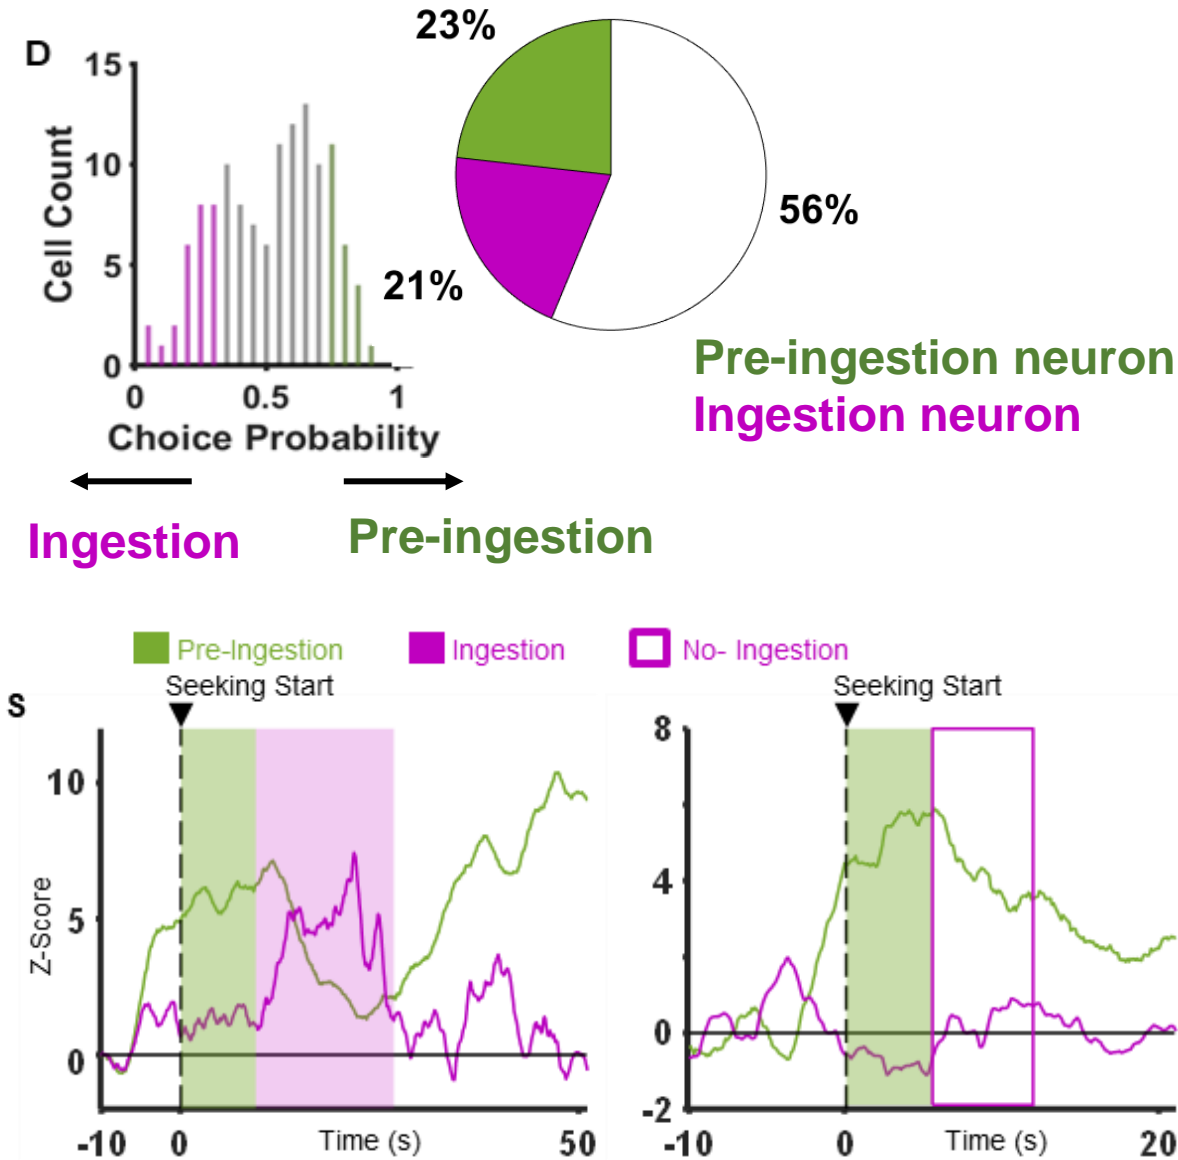 D
15
10
5
0
Cell Count
0 0.5 1
Choice Probability
23%
56%
21%
Pre-ingestion neuron
Ingestion neuron
Ingestion
Pre-ingestion
Pre-Ingestion
Ingestion
No- Ingestion
S
Seeking Start
10
5
0
Z-Score
-10 0 Time (s) 50
Seeking Start
8
4
0
-2
-10 0 Time (s) 20